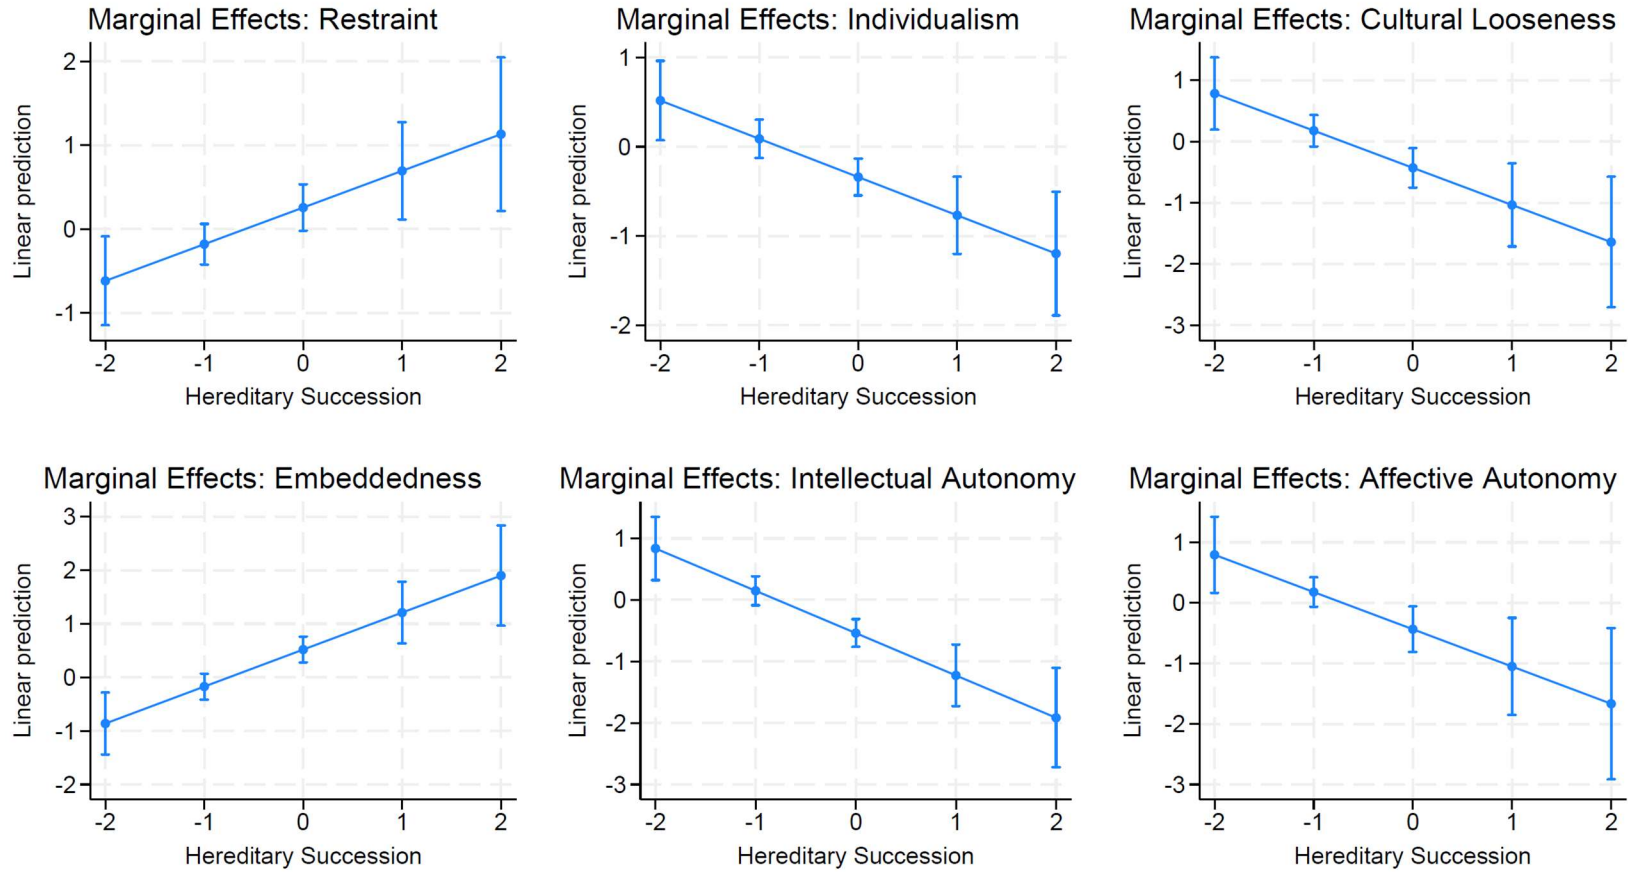 Marginal Effects: Restraint
Linear prediction
2
1
0
-1
-2 -1 0 1 2
Hereditary Succession
Marginal Effects: Individualism
Linear prediction
1
0
-1
-2
-2 -1 0 1 2
Hereditary Succession
Marginal Effects: Cultural Looseness
Linear prediction
1
0
-1
-2
-3
-2 -1 0 1 2
Hereditary Succession
Marginal Effects: Embeddedness
Linear prediction
3
2
1
0
-1
-2
-2 -1 0 1 2
Hereditary Succession
Marginal Effects: Intellectual Autonomy
Linear prediction
1
0
-1
-2
-3
-2 -1 0 1 2
Hereditary Succession
Marginal Effects: Affective Autonomy
Linear prediction
1
0
-1
-2
-3
-2 -1 0 1 2
Hereditary Succession